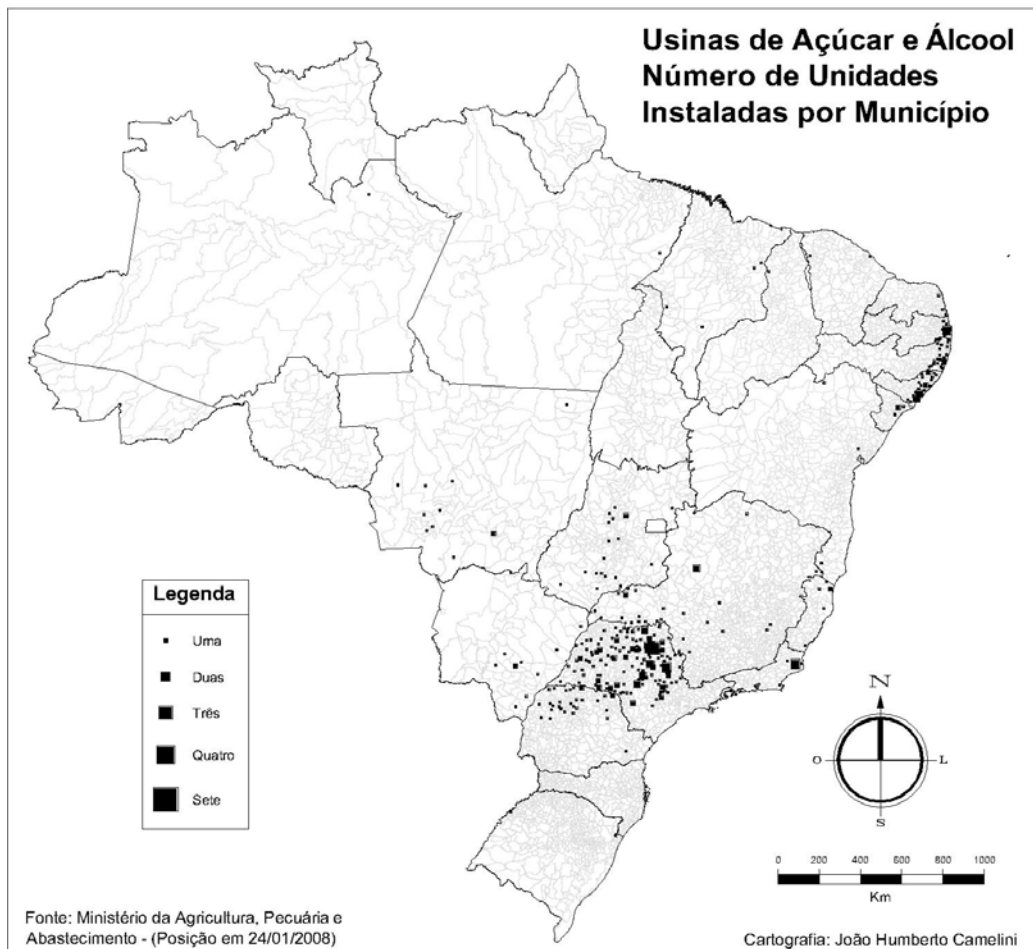 Usinas de Açúcar e Álcool
Número de Unidades
Instaladas por Município
Legenda
Uma
Duas
Três
Quatro
Sete
N
O
L
S
0 200 400 600 800 1000
Km
Fonte: Ministério da Agricultura, Pecuária e
Abastecimento - (Posição em 24/01/2008)
Cartografia: João Humberto Camelini